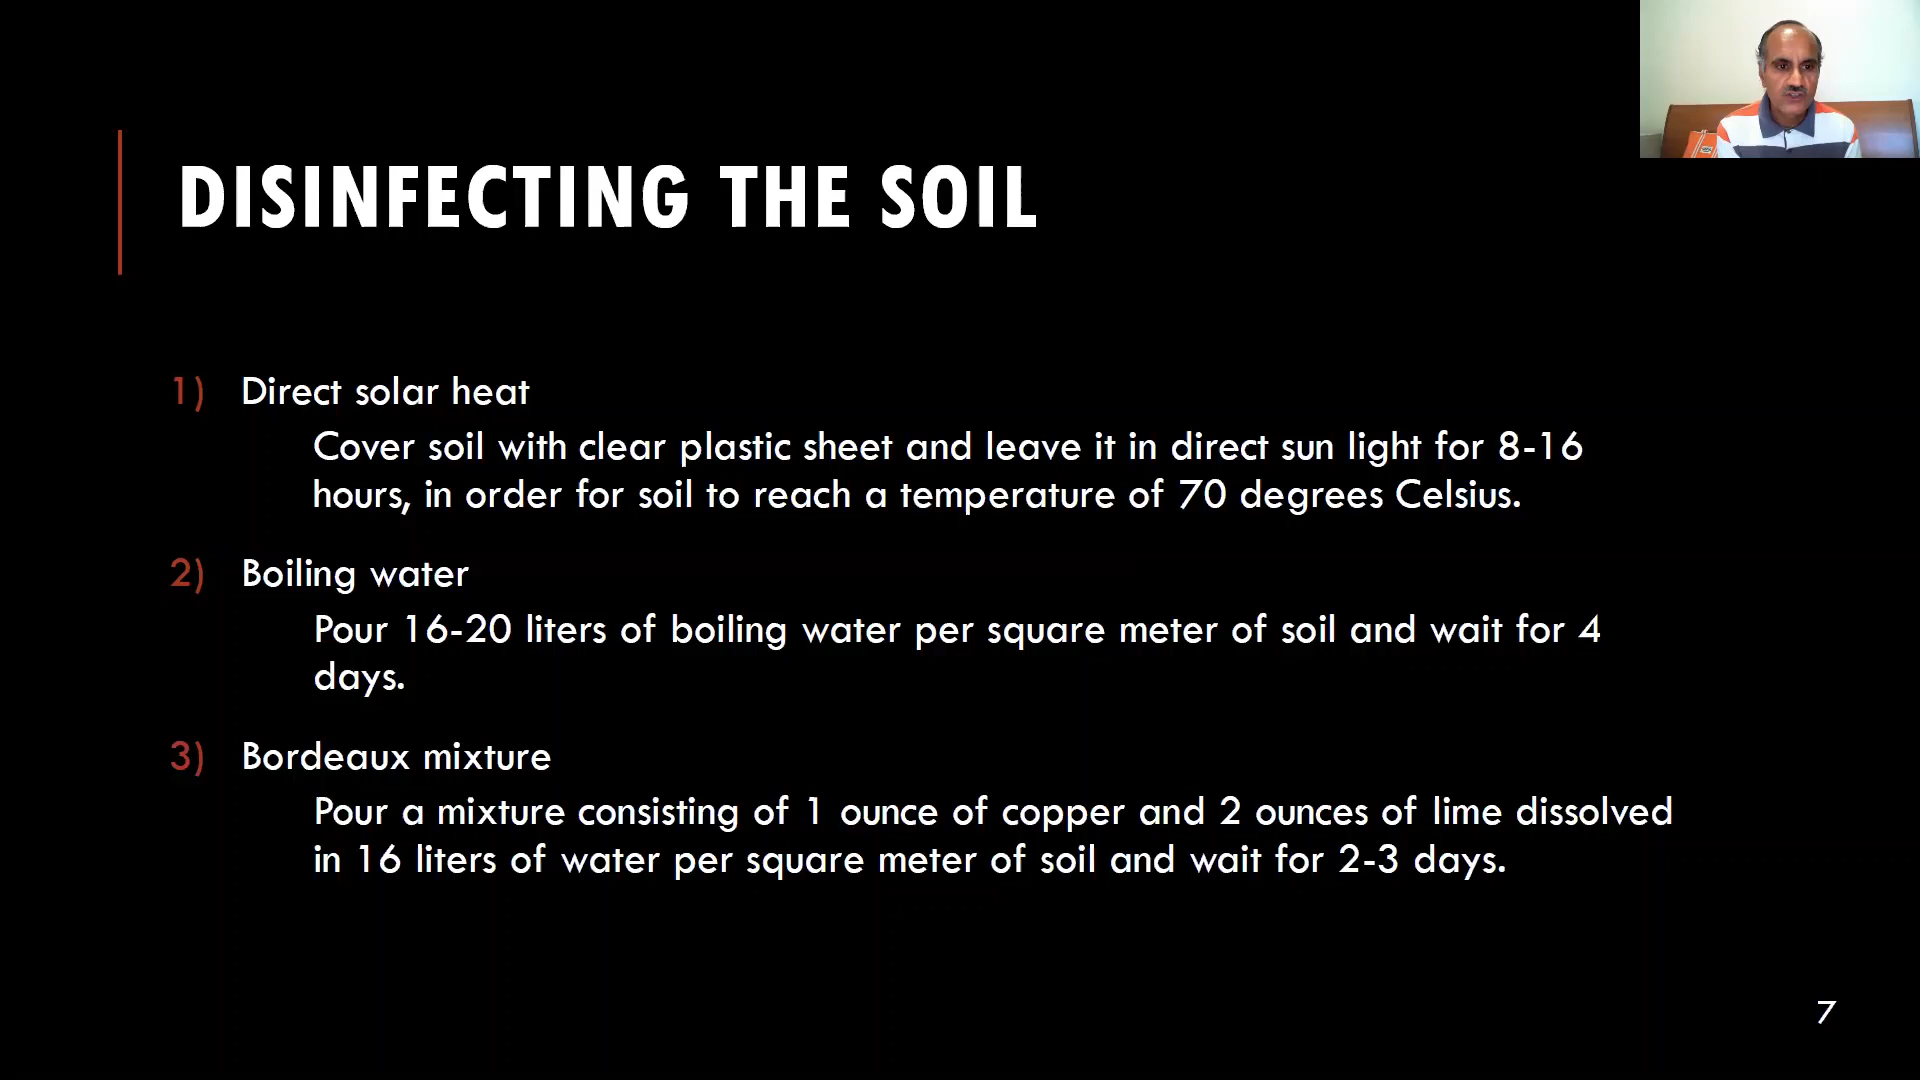 DISINFECTING THE SOIL
1) Direct solar heat
Cover soil with clear plastic sheet and leave it in direct sun light for 8-16
hours, in order for soil to reach a temperature of 70 degrees Celsius.
2) Boiling water
Pour 16-20 liters of boiling water per square meter of soil and wait for 4
days.
3) Bordeaux mixture
Pour a mixture consisting of 1 ounce of copper and 2 ounces of lime dissolved
in 16 liters of water per square meter of soil and wait for 2-3 days.
7